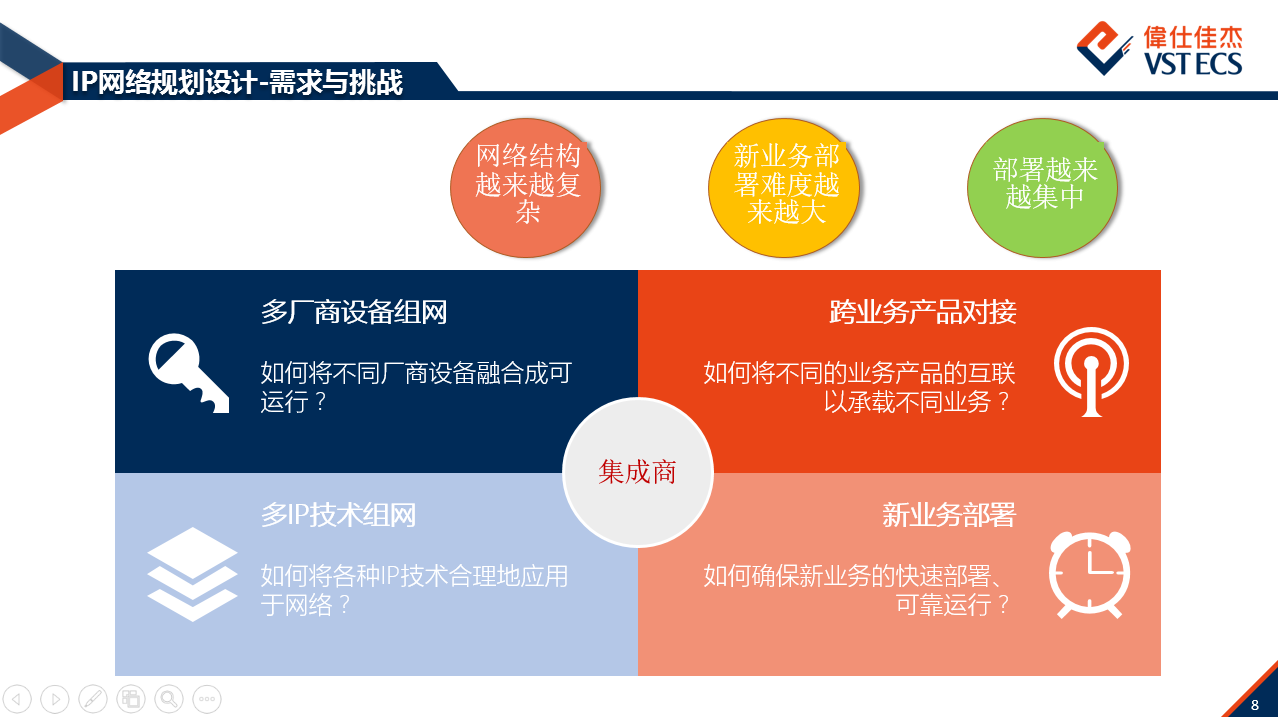 偉仕佳杰
VSTECS
IP网络规划设计-需求与挑战
网络结构
越来越复
杂
新业务部
署难度越
来越大
部署越来
越集中
多厂商设备组网
如何将不同厂商设备融合成可
运行？
跨业务产品对接
如何将不同的业务产品的互联
以承载不同业务？
集成商
多IP技术组网
如何将各种IP技术合理地应用
于网络？
新业务部署
如何确保新业务的快速部署、
可靠运行？
8